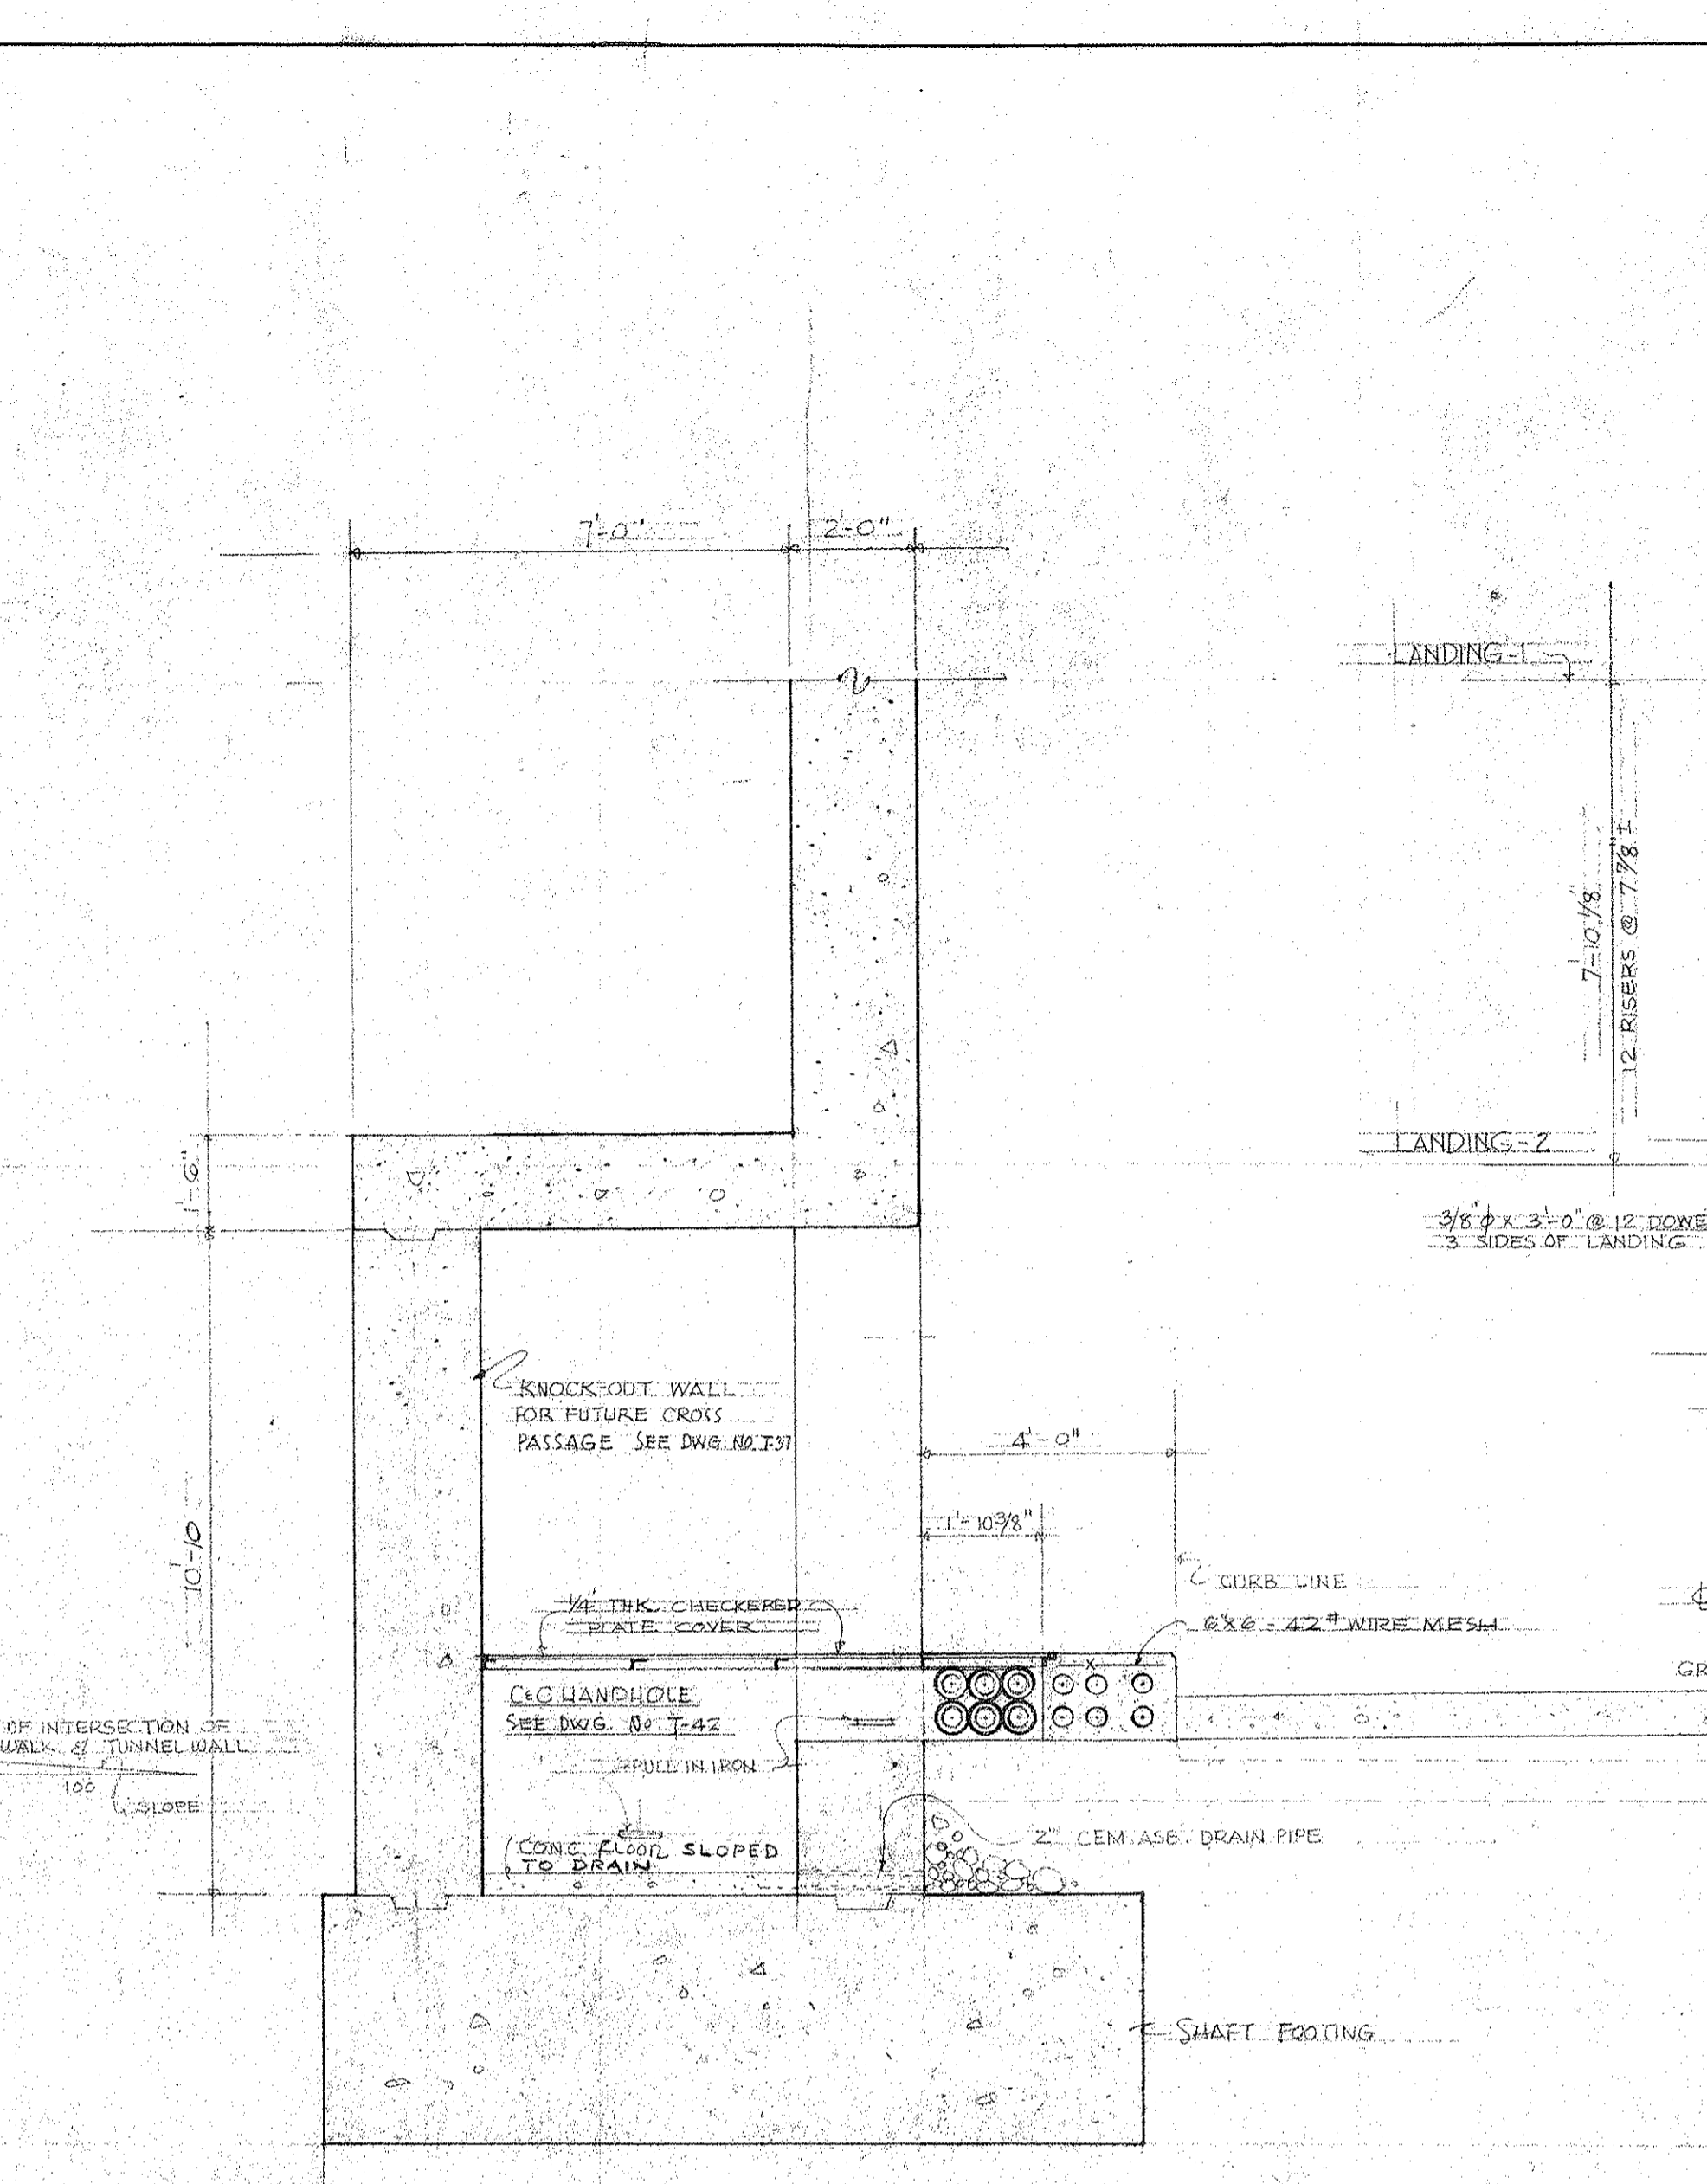 7'-0"
2'-0"
LANDING-1
7'-10 1/8"
12 RISERS @ 7 7/8" ±
1'-6"
LANDING-2
3/8" φ x 3'-0" @ 12 DOWE
3 SIDES OF LANDING
KNOCK-OUT WALL
FOR FUTURE CROSS
PASSAGE SEE DWG. NO. T-37
4'-0"
1'-10 3/8"
10'-10
CURB LINE
1/4" THK. CHECKERED
PLATE COVER
6X6 - 42# WIRE MESH
C&C HANDHOLE
SEE DWG. No. T-42
GR
OF INTERSECTION OF
WALK & TUNNEL WALL
100
SLOPE
PULL IN IRON
CONC. FLOOR SLOPED
TO DRAIN
2" CEM. ASB. DRAIN PIPE
SHAFT FOOTING